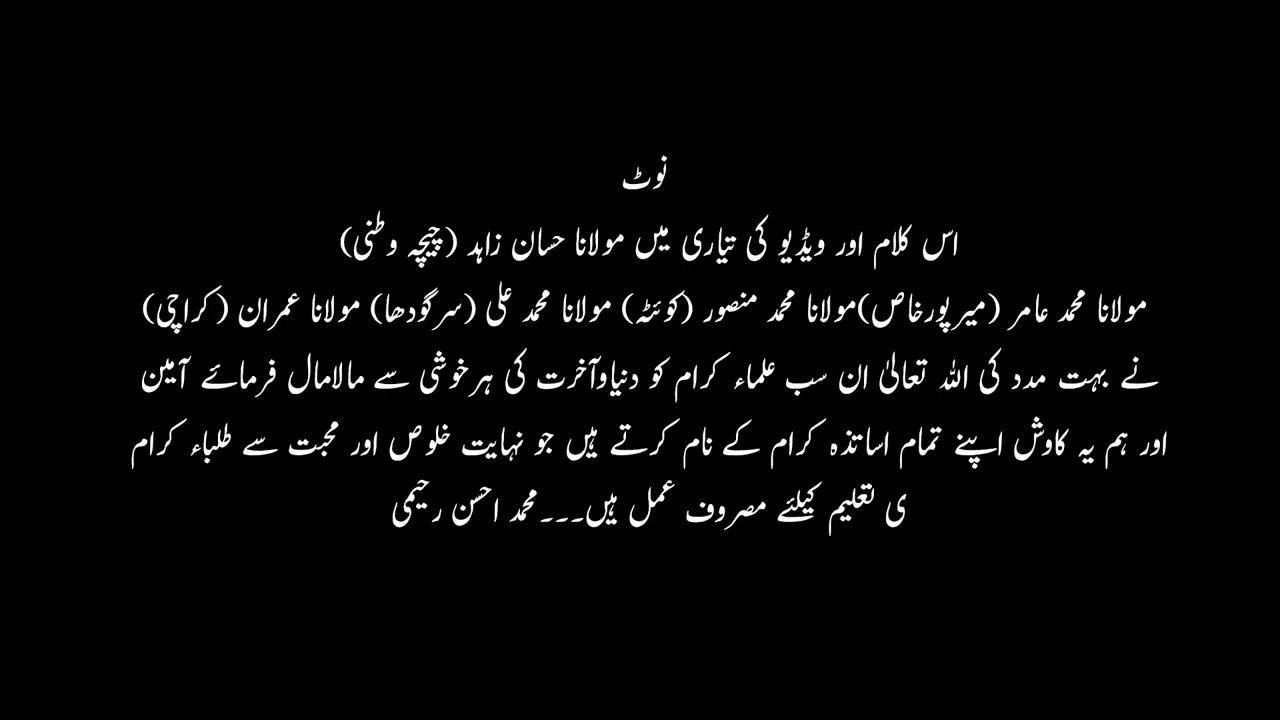 نوٹ
اس کلام اور ویڈیو کی تیاری میں مولانا حسان زاہد (چیچہ وطنی)
مولانا محمد عامر (میرپورخاص)مولانا محمد منصور (کوئٹہ) مولانا محمد علی (سرگودھا) مولانا عمران (کراچی)
نے بہت مدد کی اللہ تعالیٰ ان سب علماء کرام کو دنیاوآخرت کی ہرخوشی سے مالامال فرمائے آمین
اور ہم یہ کاوش اپنے تمام اساتذہ کرام کے نام کرتے ہیں جو نہایت خلوص اور محبت سے طلباء کرام
ی تعلیم کیلئے مصروف عمل ہیں۔۔۔محمد احسن رحیمی